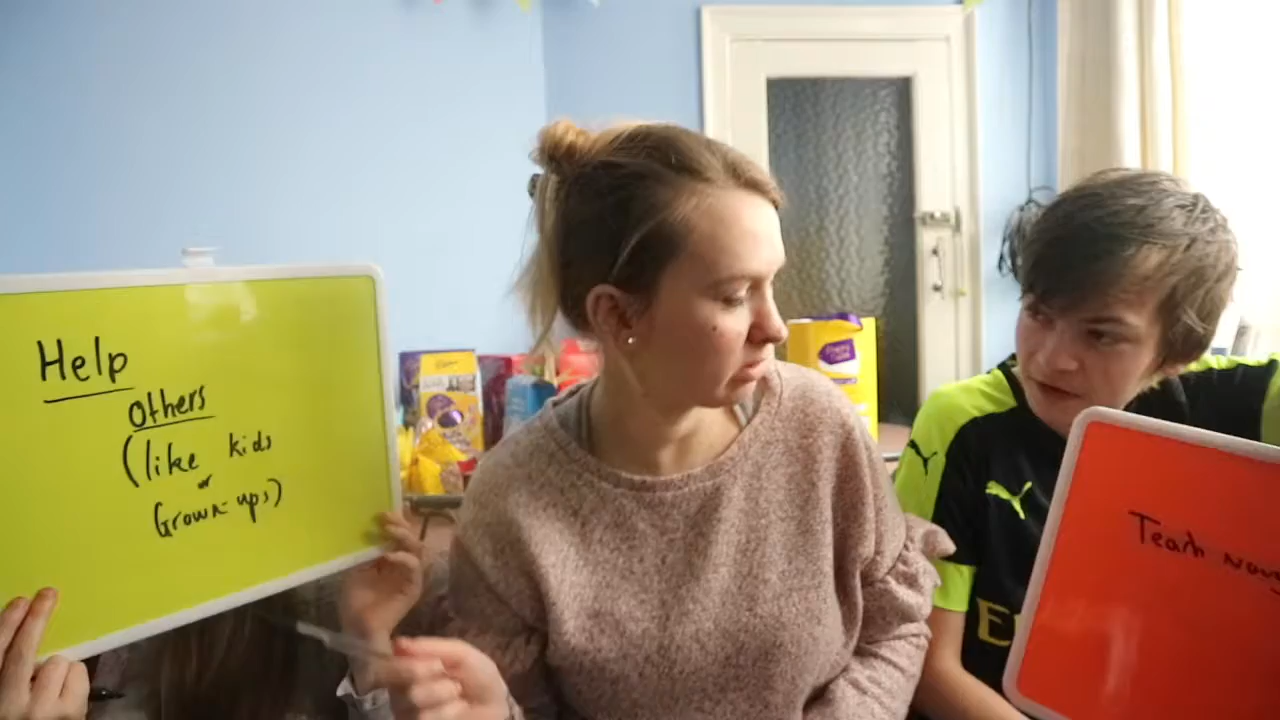 Help
Others
(like kids
or
Grown-ups)
Teach